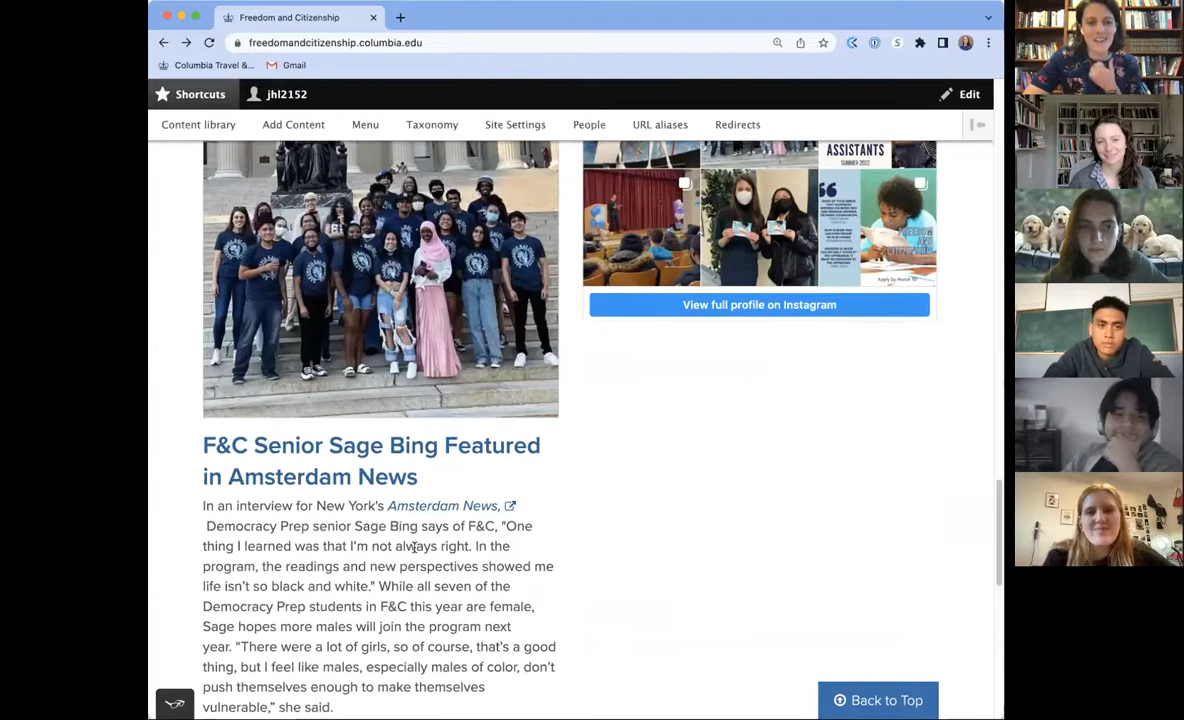 Freedom and Citizenship
freedomandcitizenship.columbia.edu
Columbia Travel &...
Gmail
Shortcuts
jhl2152
Edit
Content library
Add Content
Menu
Taxonomy
Site Settings
People
URL aliases
Redirects
ASSISTANTS
SUMMER 2022
FREEDOM
AND
CITIZENSHIP
View full profile on Instagram
F&C Senior Sage Bing Featured
in Amsterdam News
In an interview for New York's Amsterdam News,
Democracy Prep senior Sage Bing says of F&C, "One
thing I learned was that I'm not always right. In the
program, the readings and new perspectives showed me
life isn't so black and white." While all seven of the
Democracy Prep students in F&C this year are female,
Sage hopes more males will join the program next
year. “There were a lot of girls, so of course, that’s a good
thing, but I feel like males, especially males of color, don’t
push themselves enough to make themselves
vulnerable,” she said.
Back to Top